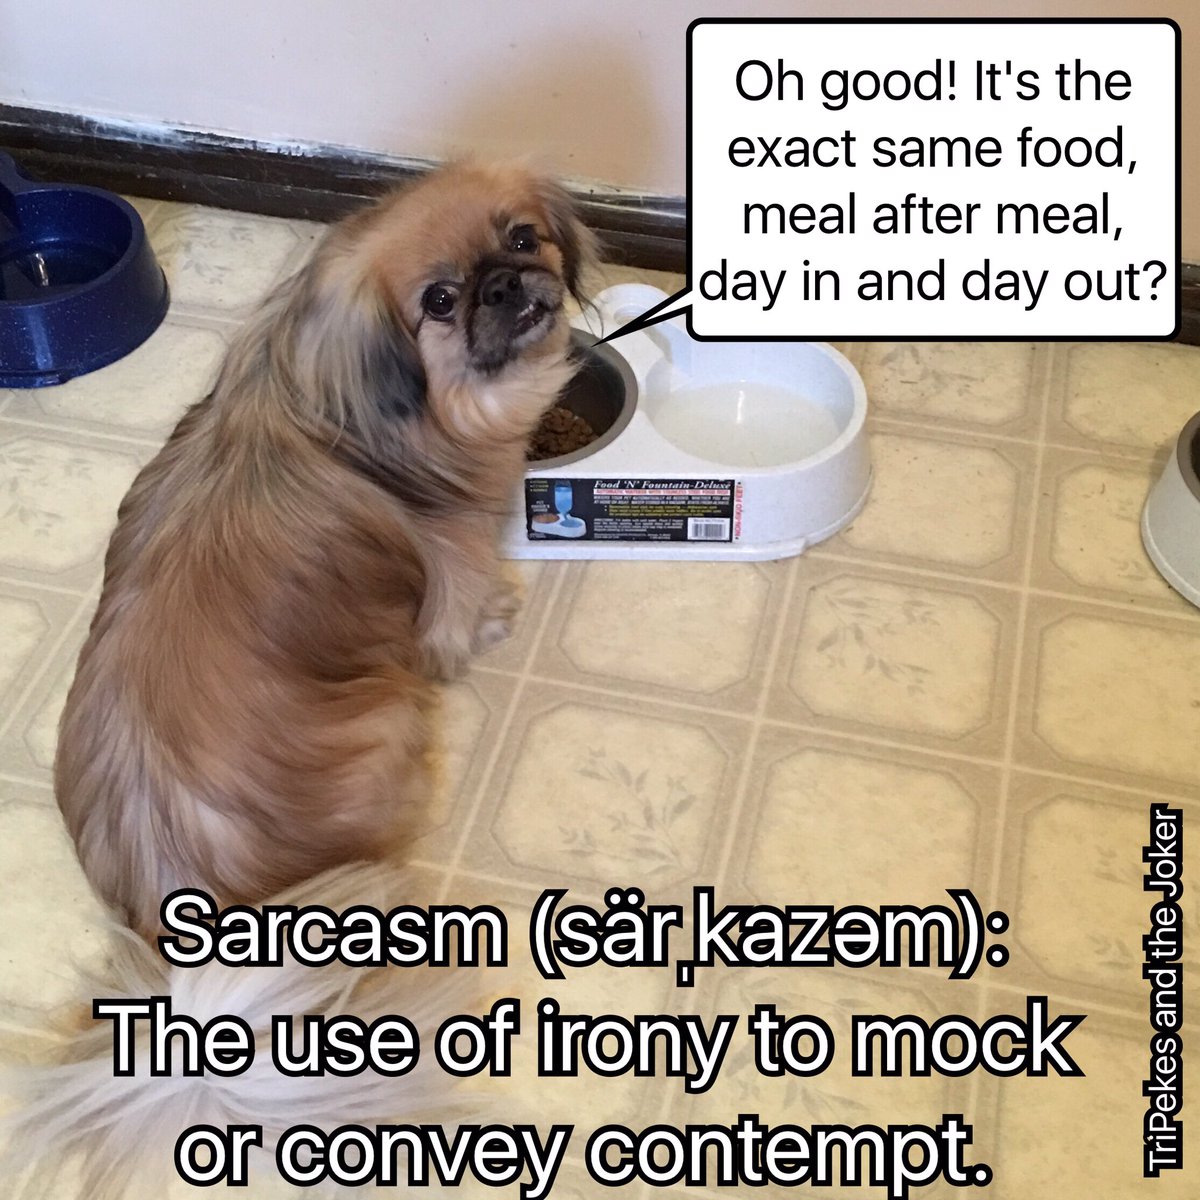 Oh good! It's the
exact same food,
meal after meal,
day in and day out?
Food 'N' Fountain-Deluxe
Sarcasm (särˌkazəm):
The use of irony to mock
or convey contempt.
TriPekes and the Joker